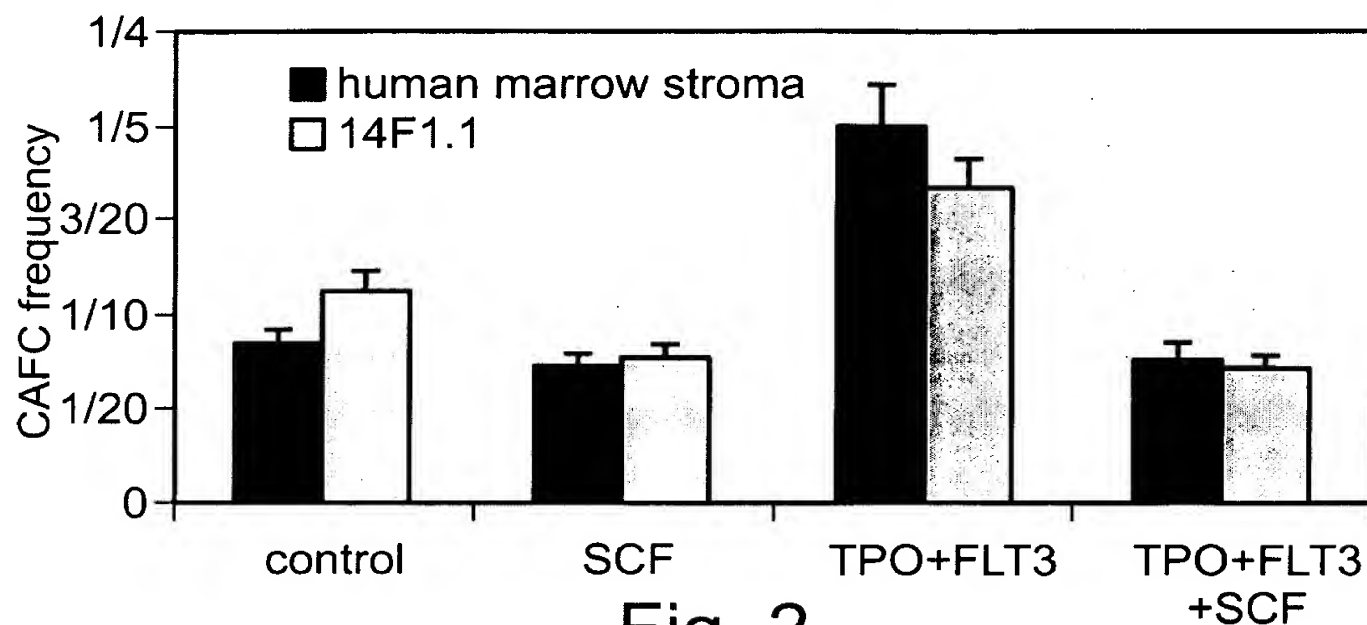 1/4
1/5
3/20
1/10
1/20
0
CAFC frequency
human marrow stroma
14F1.1
control
SCF
TPO+FLT3
TPO+FLT3
+SCF